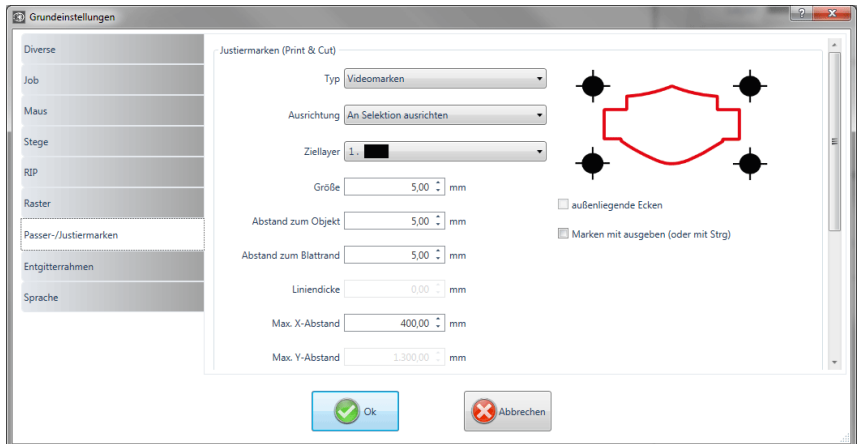 Grundeinstellungen
Diverse
Job
Maus
Stege
RIP
Raster
Passer-/Justiermarken
Entgitterrahmen
Sprache
Justiermarken (Print & Cut)
Typ Videomarken
Ausrichtung An Selektion ausrichten
Ziellayer 1.
Größe 5,00 mm
Abstand zum Objekt 5,00 mm
Abstand zum Blattrand 5,00 mm
Liniendicke 0,00 mm
Max. X-Abstand 400,00 mm
Max. Y-Abstand 1.300,00 mm
außenliegende Ecken
Marken mit ausgeben (oder mit Strg)
Ok
Abbrechen